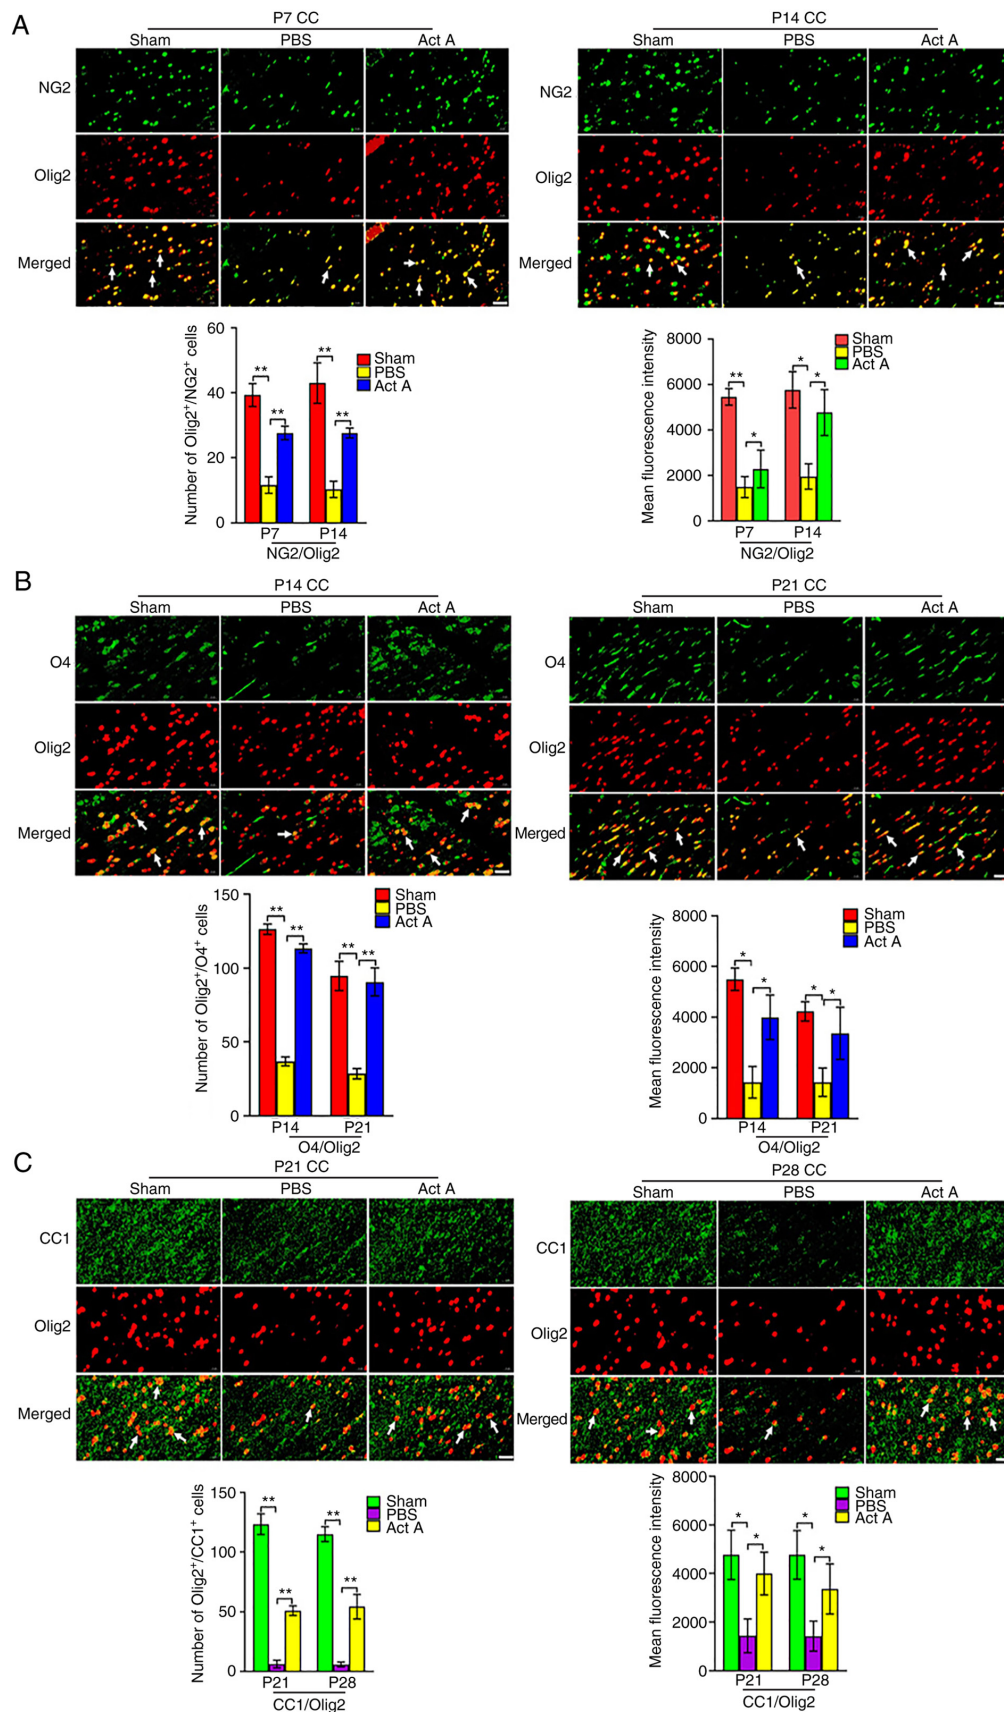 A
P7 CC
Sham PBS Act A
NG2
Olig2
Merged
P14 CC
Sham PBS Act A
NG2
Olig2
Merged
Number of Olig2+/NG2+ cells
60
40
20
0
** ** ** **
Sham
PBS
Act A
P7 P14
NG2/Olig2
Mean fluorescence intensity
8000
6000
4000
2000
0
** * * *
Sham
PBS
Act A
P7 P14
NG2/Olig2
B
P14 CC
Sham PBS Act A
O4
Olig2
Merged
P21 CC
Sham PBS Act A
O4
Olig2
Merged
Number of Olig2+/O4+ cells
150
100
50
0
** ** ** **
Sham
PBS
Act A
P14 P21
O4/Olig2
Mean fluorescence intensity
8000
6000
4000
2000
0
* * * *
Sham
PBS
Act A
P14 P21
O4/Olig2
C
P21 CC
Sham PBS Act A
CC1
Olig2
Merged
P28 CC
Sham PBS Act A
CC1
Olig2
Merged
Number of Olig2+/CC1+ cells
150
100
50
0
** ** ** **
Sham
PBS
Act A
P21 P28
CC1/Olig2
Mean fluorescence intensity
8000
6000
4000
2000
0
* * * *
Sham
PBS
Act A
P21 P28
CC1/Olig2